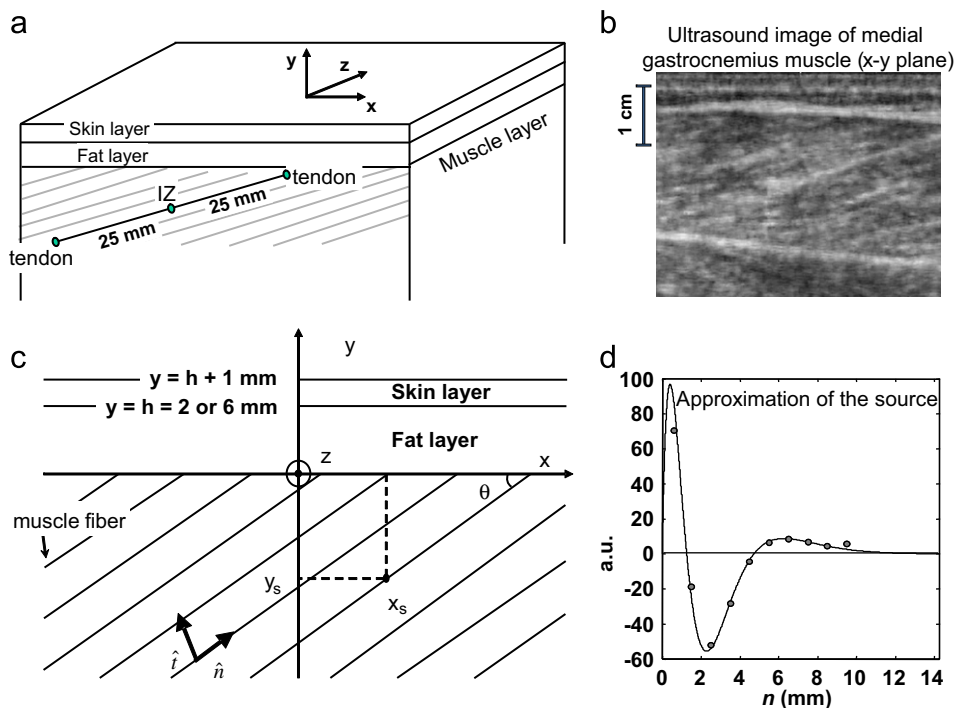 a
y
z
x
Skin layer
Fat layer
Muscle layer
tendon
IZ
25 mm
25 mm
tendon
b
Ultrasound image of medial
gastrocnemius muscle (x-y plane)
1 cm
c
y
y = h + 1 mm
Skin layer
y = h = 2 or 6 mm
Fat layer
z
x
θ
muscle fiber
y_s
x_s
t̂
n̂
d
Approximation of the source
100
80
60
40
20
0
-20
-40
-60
a.u.
0 2 4 6 8 10 12 14
n (mm)